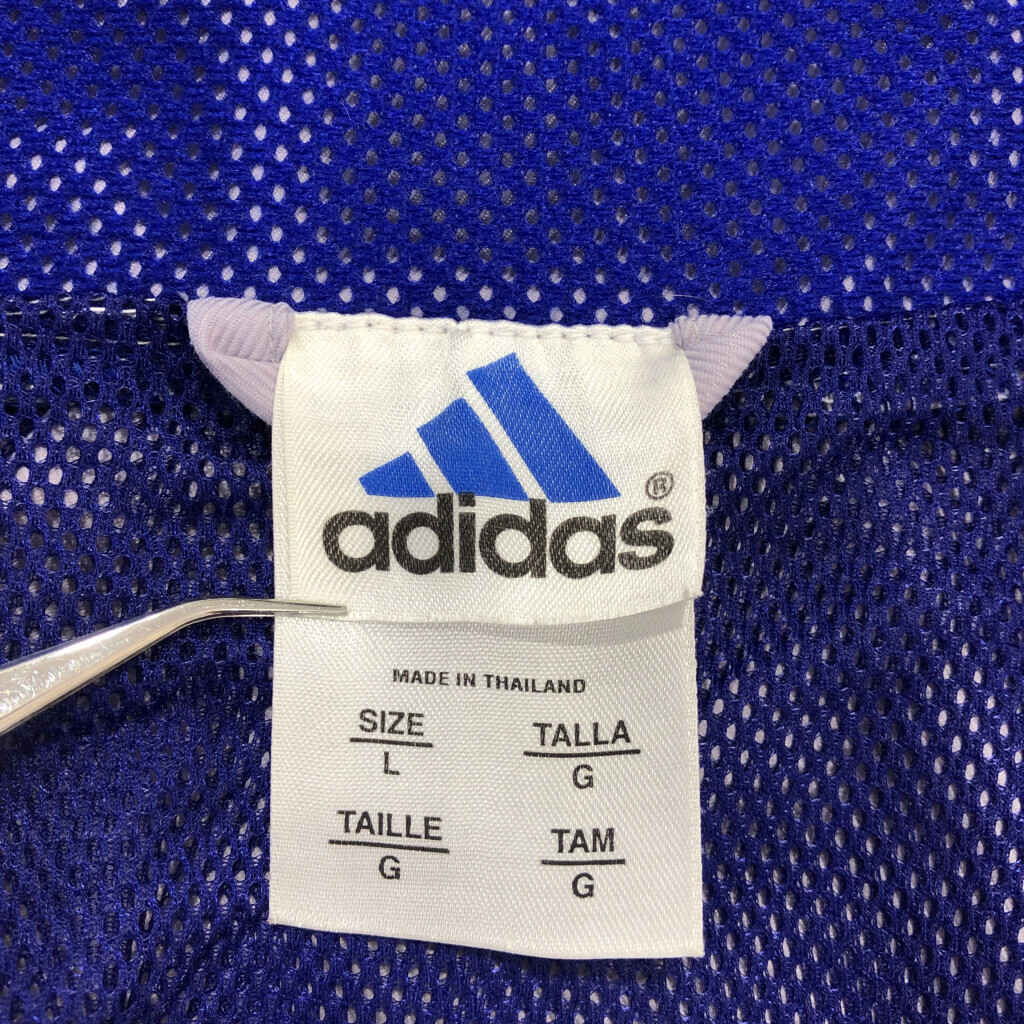 adidas®
MADE IN THAILAND
SIZE
L
TALLA
G
TAILLE
G
TAM
G